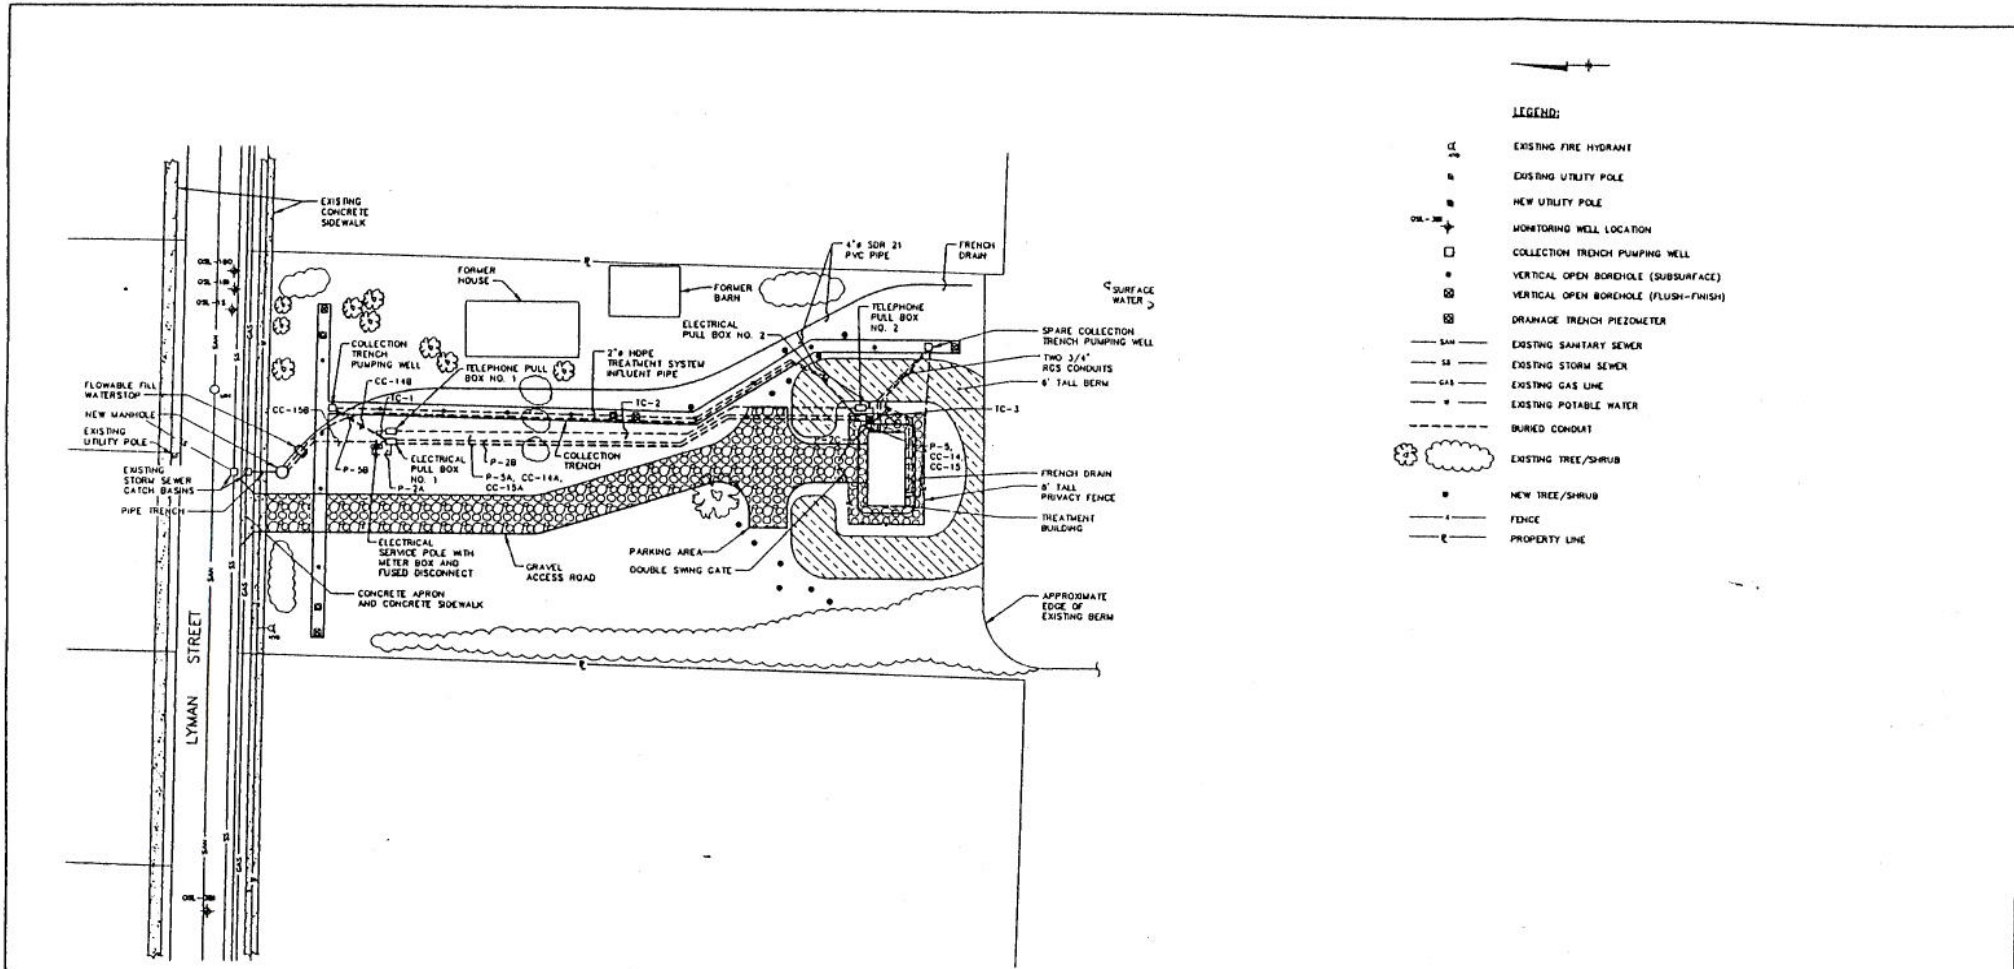 LEGEND:
EXISTING FIRE HYDRANT
EXISTING UTILITY POLE
NEW UTILITY POLE
MONITORING WELL LOCATION
COLLECTION TRENCH PUMPING WELL
VERTICAL OPEN BOREHOLE (SUBSURFACE)
VERTICAL OPEN BOREHOLE (FLUSH-FINISH)
DRAINAGE TRENCH PIEZOMETER
SAN
EXISTING SANITARY SEWER
SS
EXISTING STORM SEWER
GAS
EXISTING GAS LINE
EXISTING POTABLE WATER
BURIED CONDUIT
EXISTING TREE/SHRUB
NEW TREE/SHRUB
FENCE
PROPERTY LINE
EXISTING
CONCRETE
SIDEWALK
4"ø SDR 21
PVC PIPE
FRENCH
DRAIN
FORMER
HOUSE
FORMER
BARN
SURFACE
WATER
TELEPHONE
PULL BOX
NO. 2
ELECTRICAL
PULL BOX NO. 2
SPARE COLLECTION
TRENCH PUMPING WELL
TWO 3/4"
RGS CONDUITS
6' TALL BERM
COLLECTION
TRENCH
PUMPING WELL
2"ø HDPE
TREATMENT SYSTEM
INFLUENT PIPE
TELEPHONE PULL
BOX NO. 1
CC-14B
TC-1
TC-2
TC-3
FLOWABLE FILL
WATERSTOP
NEW MANHOLE
CC-15B
EXISTING
UTILITY POLE
EXISTING
STORM SEWER
CATCH BASINS
PIPE TRENCH
P-5B
ELECTRICAL
PULL BOX
NO. 1
P-2A
P-2B
P-5A, CC-14A,
CC-15A
COLLECTION
TRENCH
P-2C
P-5,
CC-14,
CC-15
FRENCH DRAIN
TALL
PRIVACY FENCE
TREATMENT
BUILDING
PARKING AREA
DOUBLE SWING GATE
ELECTRICAL
SERVICE POLE WITH
METER BOX AND
FUSED DISCONNECT
GRAVEL
ACCESS ROAD
CONCRETE APRON
AND CONCRETE SIDEWALK
APPROXIMATE
EDGE OF
EXISTING BERM
LYMAN STREET
SAN
SS
GAS
SAN
SS
GAS
SAN
SS
GAS